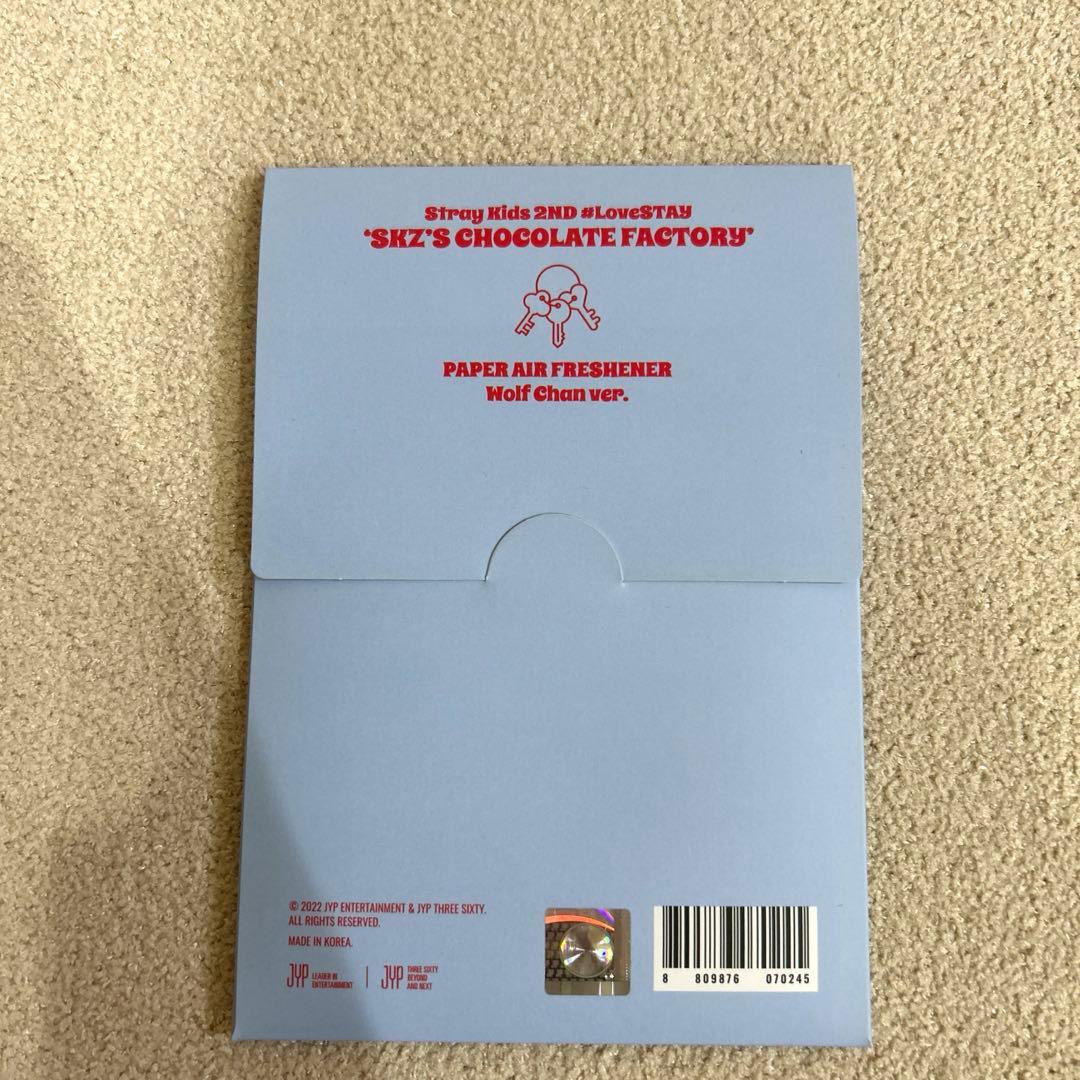 Stray Kids 2ND #LoveSTAY
‘SKZ’S CHOCOLATE FACTORY’
PAPER AIR FRESHENER
Wolf Chan ver.
© 2022 JYP ENTERTAINMENT & JYP THREE SIXTY.
ALL RIGHTS RESERVED.
MADE IN KOREA.
JYP LEADER IN ENTERTAINMENT | JYP THREE SIXTY BEYOND AND NEXT
8 809876 070245